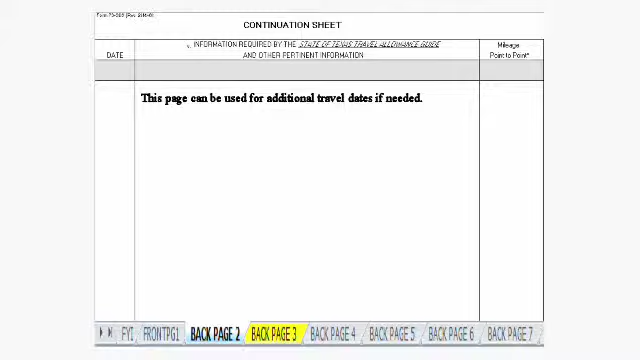 CONTINUATION SHEET
INFORMATION REQUIRED BY THE STATE OF TEXAS TRAVEL ALLOWANCE GUIDE
Mileage
DATE
AND OTHER PERTINENT INFORMATION
Point to Point*
This page can be used for additional travel dates if needed.
FYI FRONTPG1 BACK PAGE 2 BACK PAGE 3 BACK PAGE 4 BACK PAGE 5 BACK PAGE 6 BACK PAGE 7